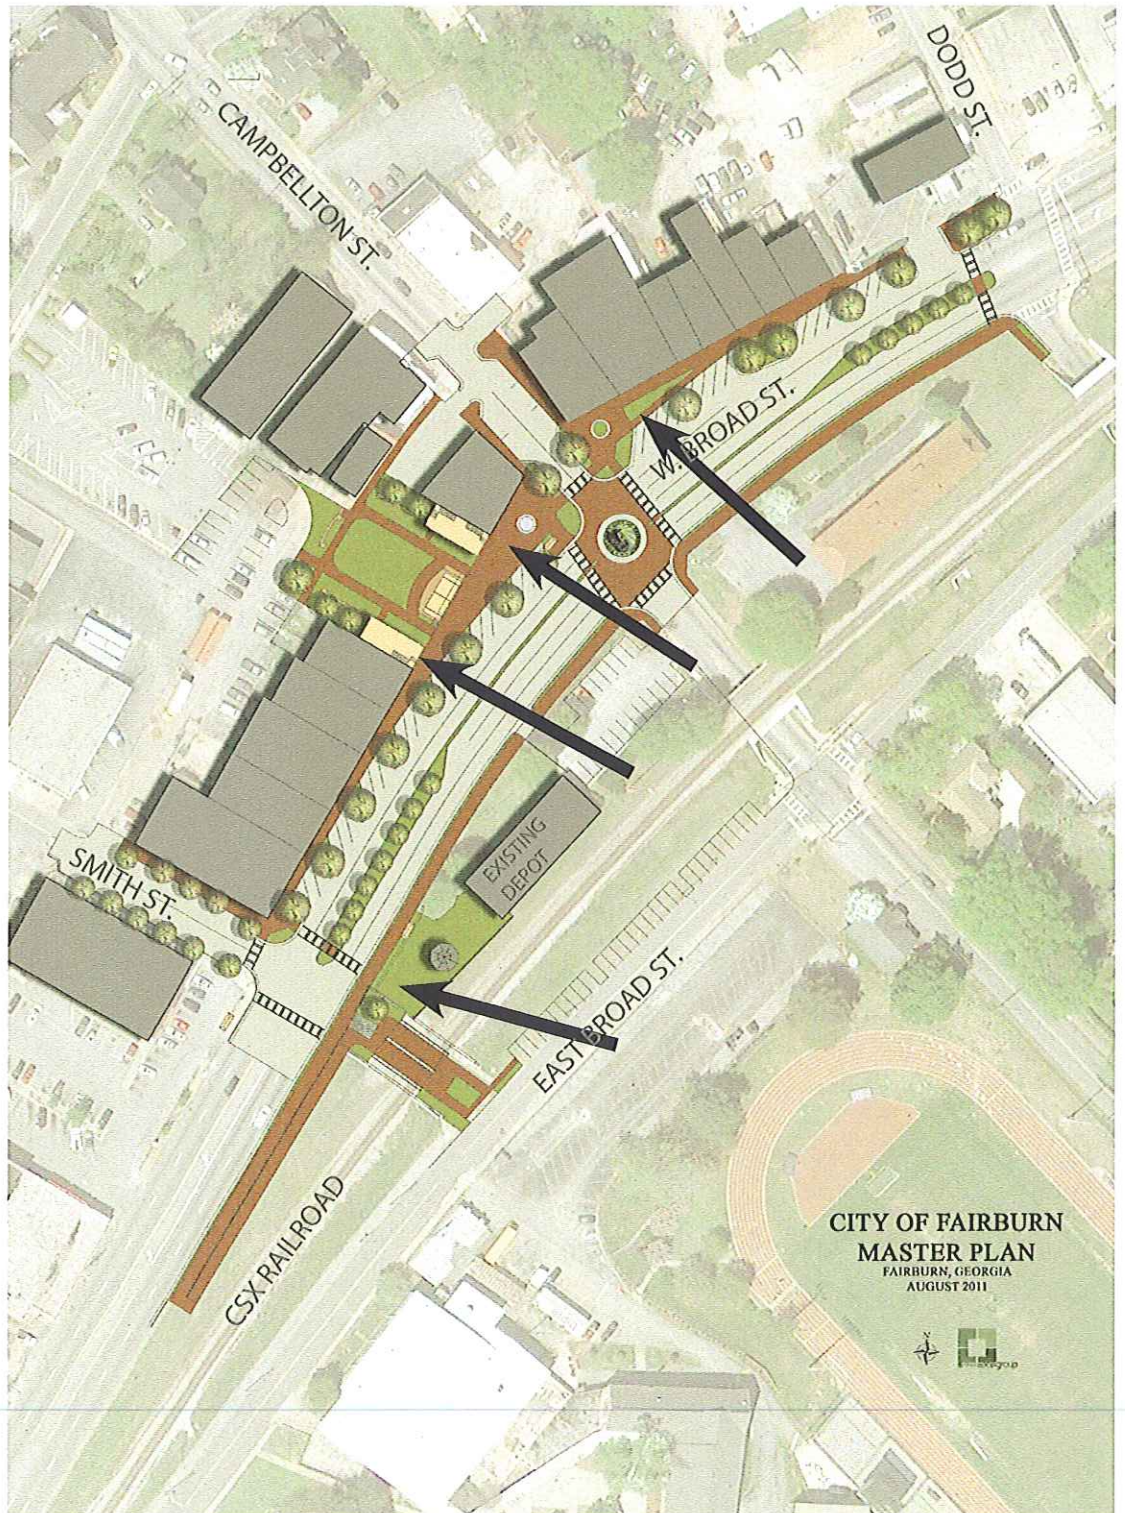 DODD ST.
CAMPBELLTON ST.
W. BROAD ST.
EXISTING
DEPOT
SMITH ST.
EAST BROAD ST.
CSX RAILROAD
CITY OF FAIRBURN
MASTER PLAN
FAIRBURN, GEORGIA
AUGUST 2011
N